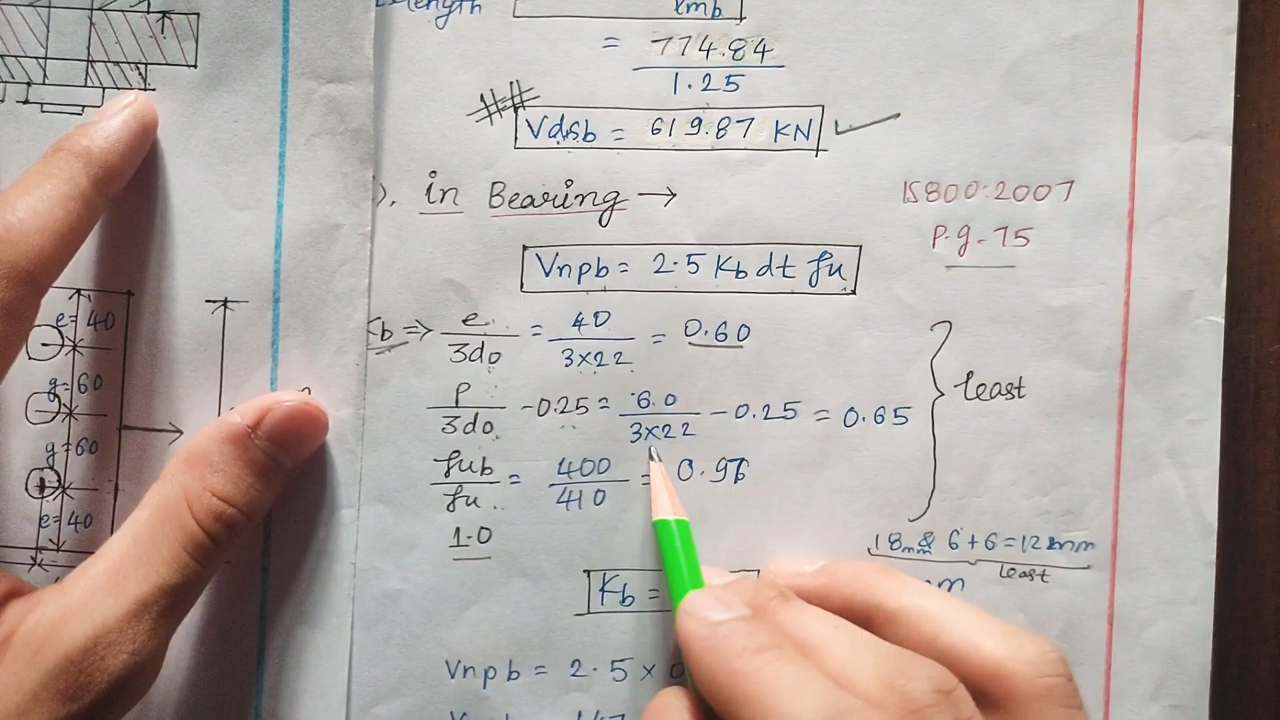 Length
lmb
= 774.84
1.25
Vdsb = 619.87 KN
). in Bearing →
IS800:2007
P.g-75
Vnpb = 2.5 Kb dt fu
Kb ⇒ e/3do = 40/3×22 = 0.60
P/3do -0.25 = 60/3×22 -0.25 = 0.65
least
fub/fu = 400/410 = 0.97
1.0
18mm & 6+6=12mm
least
Kb =
Vnpb = 2.5 ×
e=40
g=60
g=60
e=40